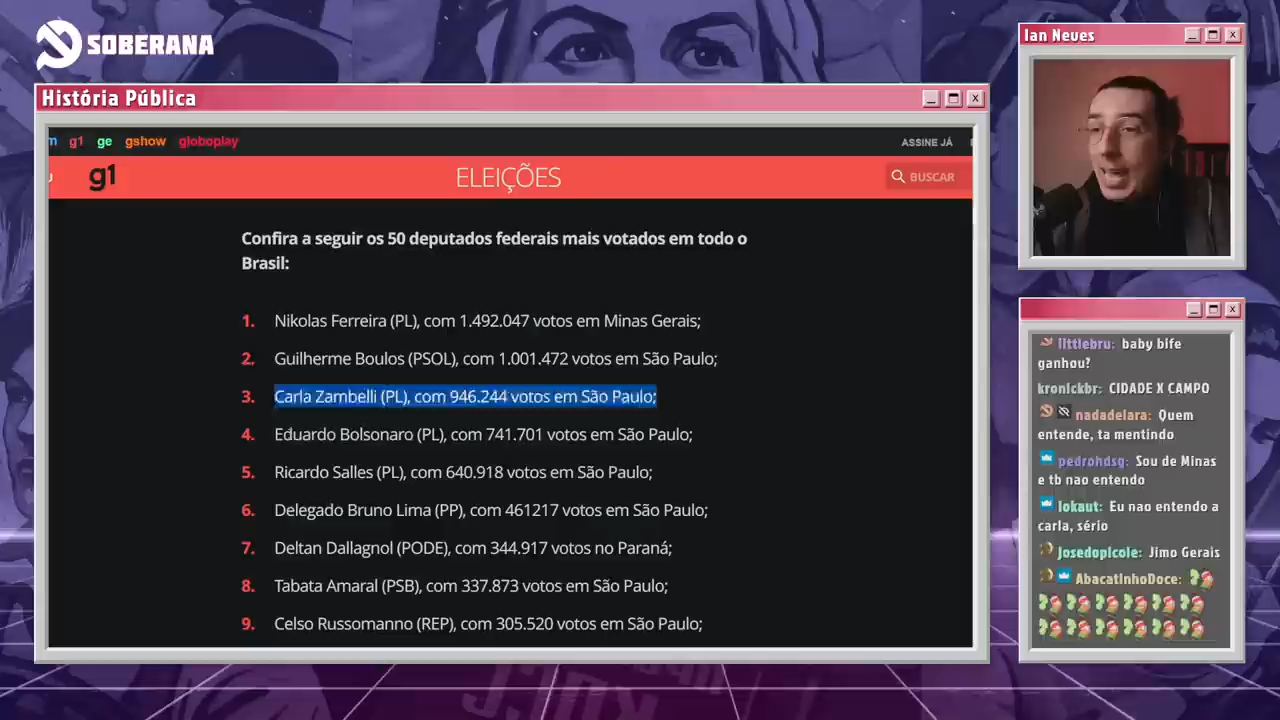 SOBERANA
Ian Neves
História Pública
g1 ge gshow globoplay
ASSINE JÁ
g1
ELEIÇÕES
BUSCAR
Confira a seguir os 50 deputados federais mais votados em todo o
Brasil:
1. Nikolas Ferreira (PL), com 1.492.047 votos em Minas Gerais;
2. Guilherme Boulos (PSOL), com 1.001.472 votos em São Paulo;
3. Carla Zambelli (PL), com 946.244 votos em São Paulo;
4. Eduardo Bolsonaro (PL), com 741.701 votos em São Paulo;
5. Ricardo Salles (PL), com 640.918 votos em São Paulo;
6. Delegado Bruno Lima (PP), com 461217 votos em São Paulo;
7. Deltan Dallagnol (PODE), com 344.917 votos no Paraná;
8. Tabata Amaral (PSB), com 337.873 votos em São Paulo;
9. Celso Russomanno (REP), com 305.520 votos em São Paulo;
littlebru: baby bife
ganhou?
kronickbr: CIDADE X CAMPO
nadadelara: Quem
entende, ta mentindo
pedrohdsg: Sou de Minas
e tb nao entendo
lokaut: Eu nao entendo a
carla, sério
Josedopicole: Jimo Gerais
AbacatinhoDoce: